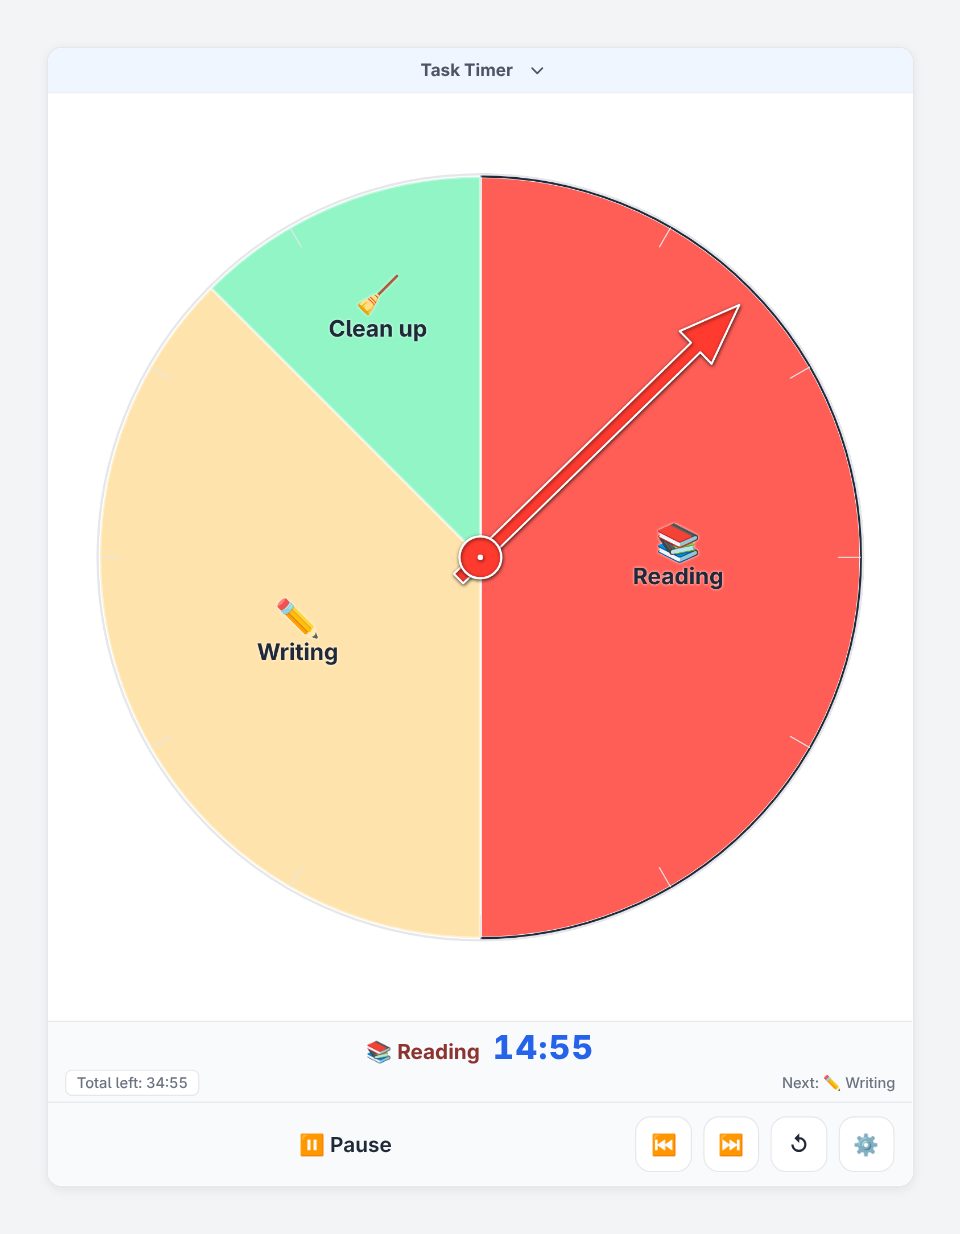 Task Timer
🧹
Clean up
📚
Reading
✏️
Writing
📚 Reading 14:55
Total left: 34:55
Next: ✏️ Writing
⏸️ Pause